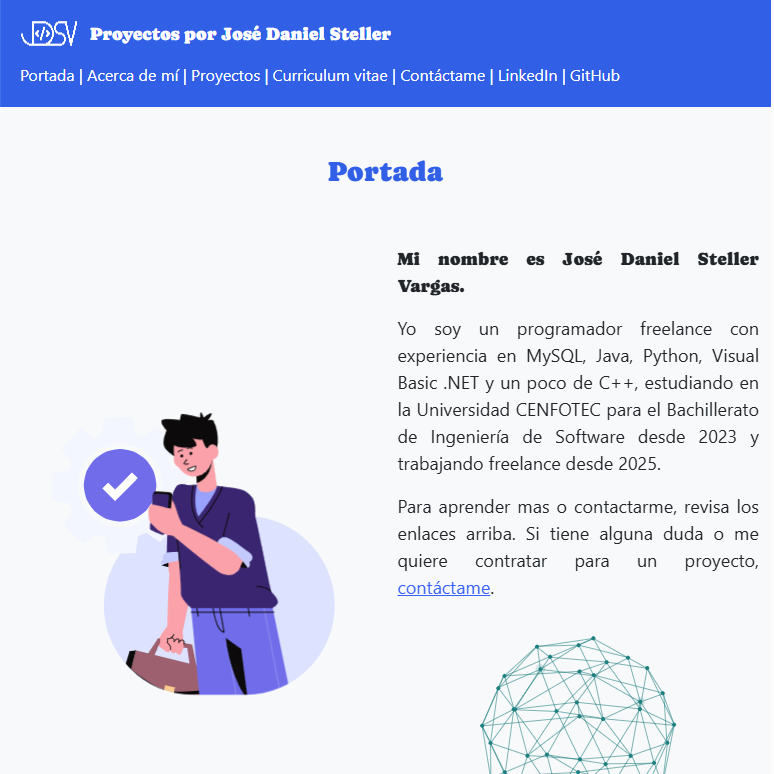 JDSV </> Proyectos por José Daniel Steller
Portada | Acerca de mí | Proyectos | Curriculum vitae | Contáctame | LinkedIn | GitHub
Portada
Mi nombre es José Daniel Steller
Vargas.
Yo soy un programador freelance con
experiencia en MySQL, Java, Python, Visual
Basic .NET y un poco de C++, estudiando en
la Universidad CENFOTEC para el Bachillerato
de Ingeniería de Software desde 2023 y
trabajando freelance desde 2025.
Para aprender mas o contactarme, revisa los
enlaces arriba. Si tiene alguna duda o me
quiere contratar para un proyecto,
contáctame.